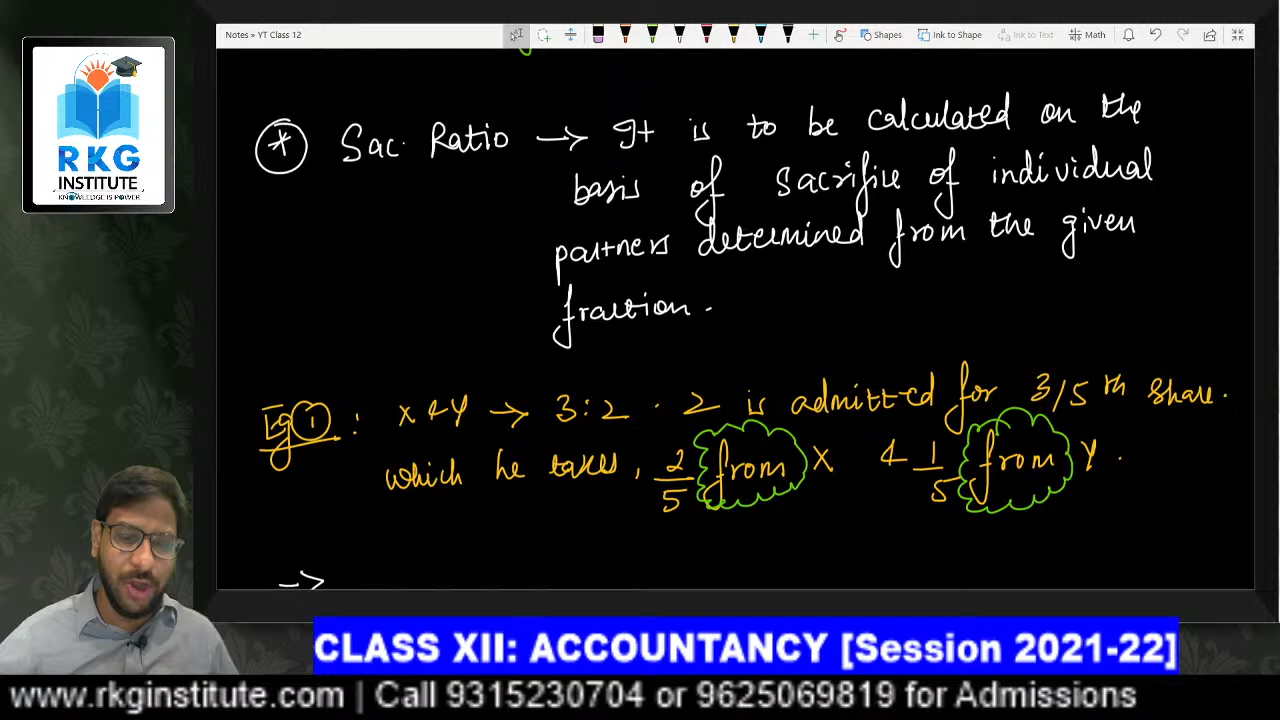 Notes » YT Class 12
Shapes
Ink to Shape
Ink to Text
Math
RKG
INSTITUTE
KNOWLEDGE IS POWER
* Sac. Ratio → It is to be calculated on the
basis of Sacrifice of individual
partners determined from the given
fraction.
Eg ① : X & Y → 3:2 . Z is admitted for 3/5th share.
which he takes, 2/5 from X & 1/5 from Y.
→
CLASS XII: ACCOUNTANCY [Session 2021-22]
www.rkginstitute.com | Call 9315230704 or 9625069819 for Admissions